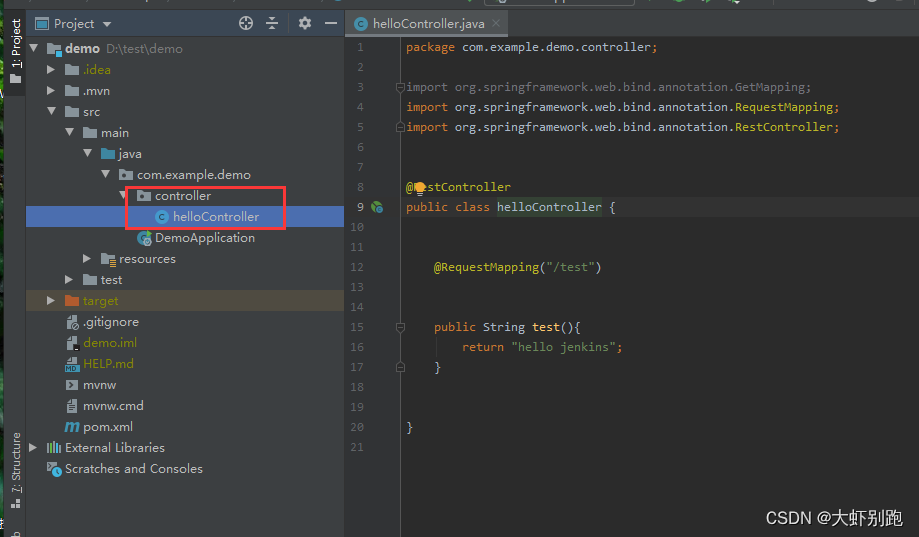 1: Project
7: Structure
Project
demo D:\test\demo
.idea
.mvn
src
main
java
com.example.demo
controller
helloController
DemoApplication
resources
test
target
.gitignore
demo.iml
HELP.md
mvnw
mvnw.cmd
pom.xml
External Libraries
Scratches and Consoles
helloController.java
1 package com.example.demo.controller;
2
3 import org.springframework.web.bind.annotation.GetMapping;
4 import org.springframework.web.bind.annotation.RequestMapping;
5 import org.springframework.web.bind.annotation.RestController;
6
7
8 @RestController
9 public class helloController {
10
11
12 @RequestMapping("/test")
13
14
15 public String test(){
16 return "hello jenkins";
17 }
18
19
20 }
21
CSDN @大虾别跑